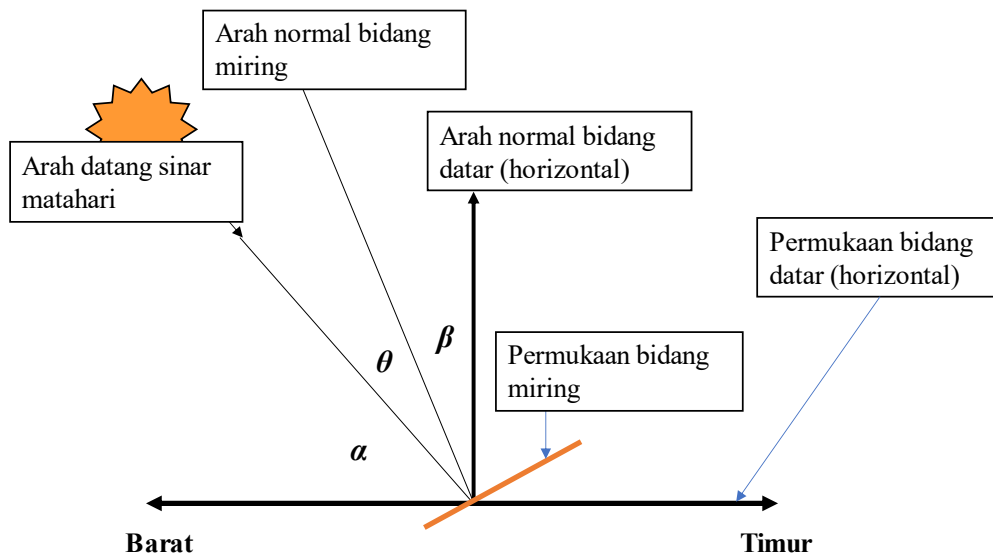 Arah normal bidang
miring
Arah normal bidang
datar (horizontal)
Arah datang sinar
matahari
Permukaan bidang
datar (horizontal)
Permukaan bidang
miring
β
θ
α
Barat
Timur